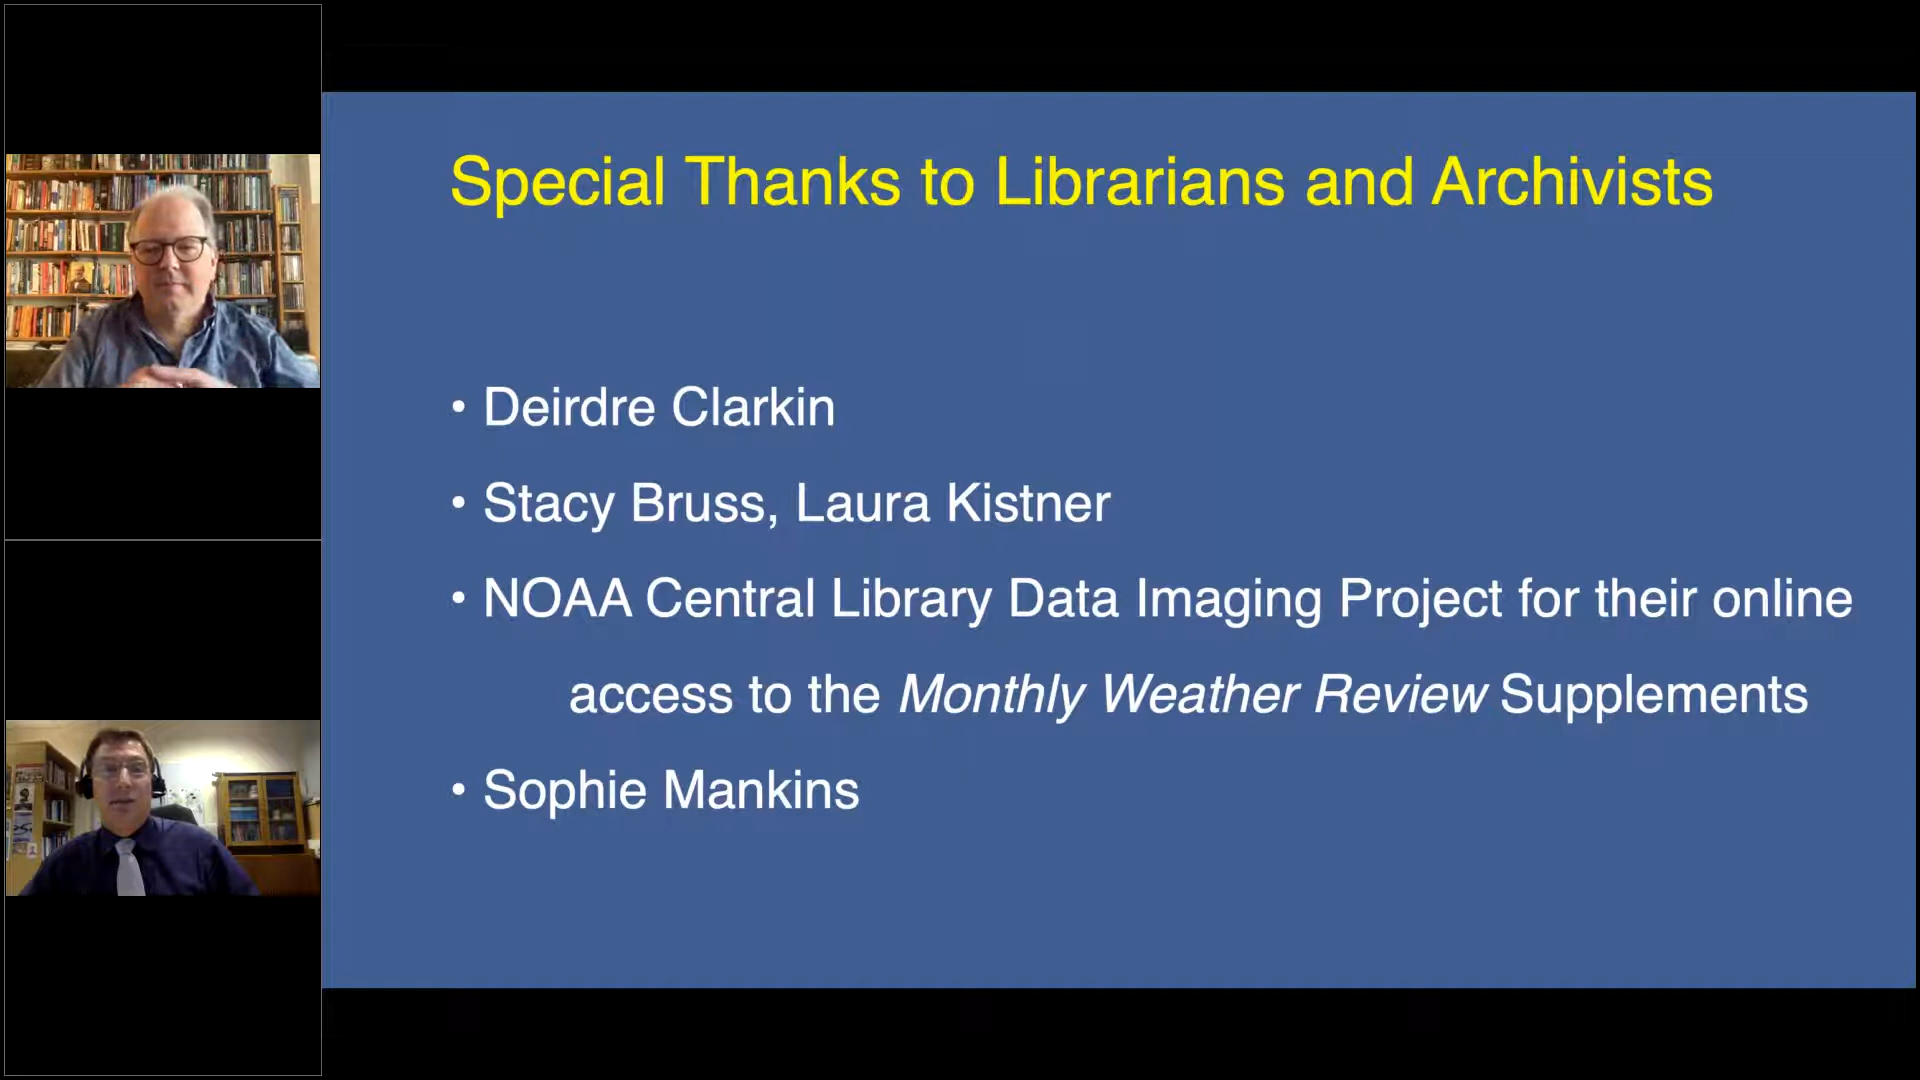 Special Thanks to Librarians and Archivists
• Deirdre Clarkin
• Stacy Bruss, Laura Kistner
• NOAA Central Library Data Imaging Project for their online
access to the Monthly Weather Review Supplements
• Sophie Mankins